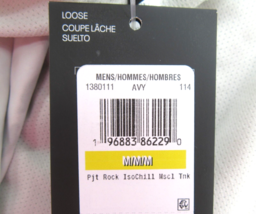 LOOSE
COUPE LÂCHE
SUELTO
MENS/HOMMES/HOMBRES
1380111 AVY 114
1 96883 86229 0
M/M/M
Pjt Rock IsoChill Mscl Tnk